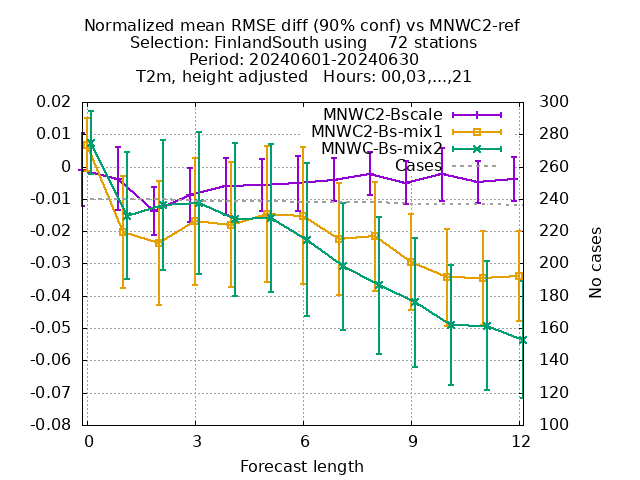 Normalized mean RMSE diff (90% conf) vs MNWC2-ref
Selection: FinlandSouth using 72 stations
Period: 20240601-20240630
T2m, height adjusted Hours: 00,03,...,21
MNWC2-Bscale
MNWC2-Bs-mix1
MNWC-Bs-mix2
Cases
0.02
0.01
0
-0.01
-0.02
-0.03
-0.04
-0.05
-0.06
-0.07
-0.08
300
280
260
240
220
200
180
160
140
120
100
No cases
0 3 6 9 12
Forecast length